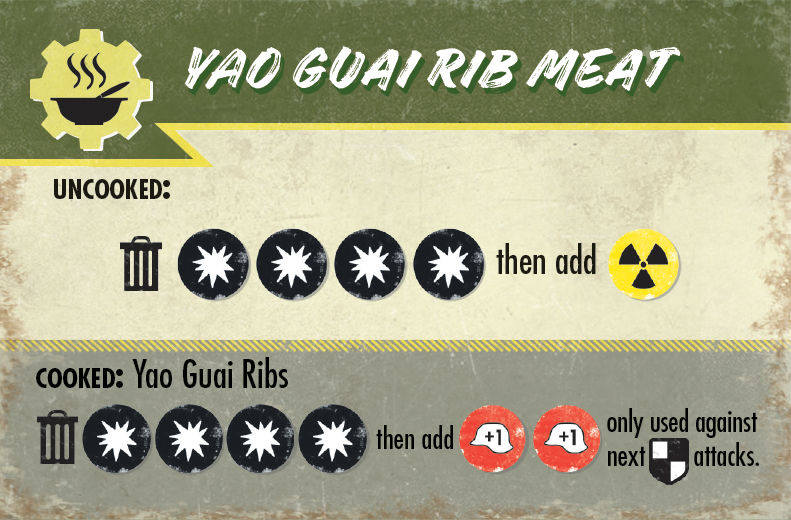 YAO GUAI RIB MEAT
UNCOOKED:
then add
COOKED: Yao Guai Ribs
then add +1 +1 only used against
next attacks.